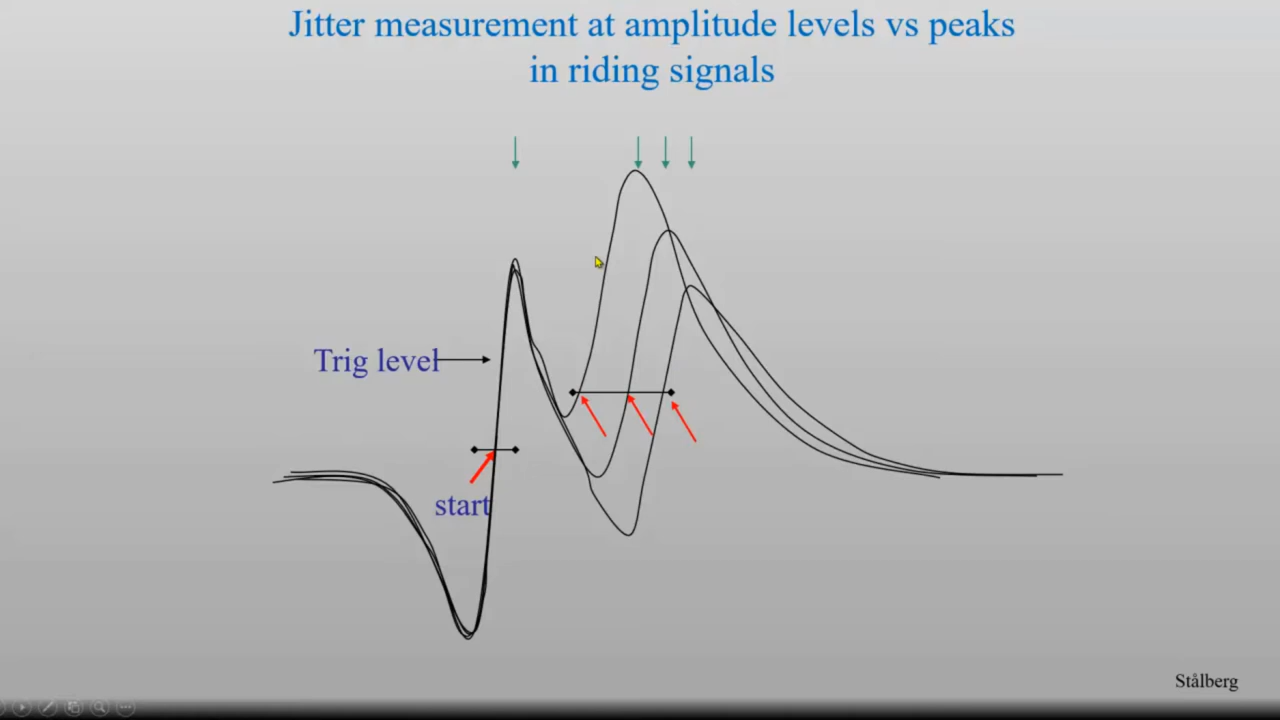 Jitter measurement at amplitude levels vs peaks
in riding signals
Trig level
start
Stålberg